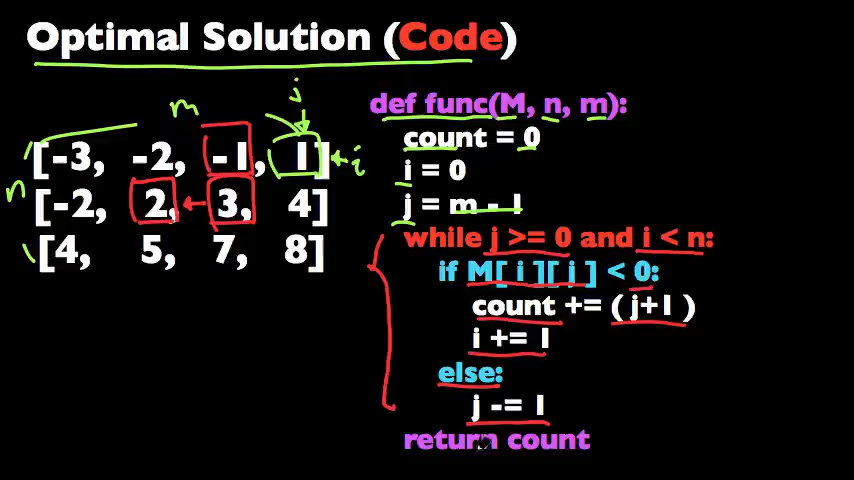 Optimal Solution (Code)
m
j
n
[-3, -2, -1, 1]
i
[-2, 2, 3, 4]
[4, 5, 7, 8]
def func(M, n, m):
count = 0
i = 0
j = m - 1
while j >= 0 and i < n:
if M[ i ][ j ] < 0:
count += ( j+1 )
i += 1
else:
j -= 1
return count